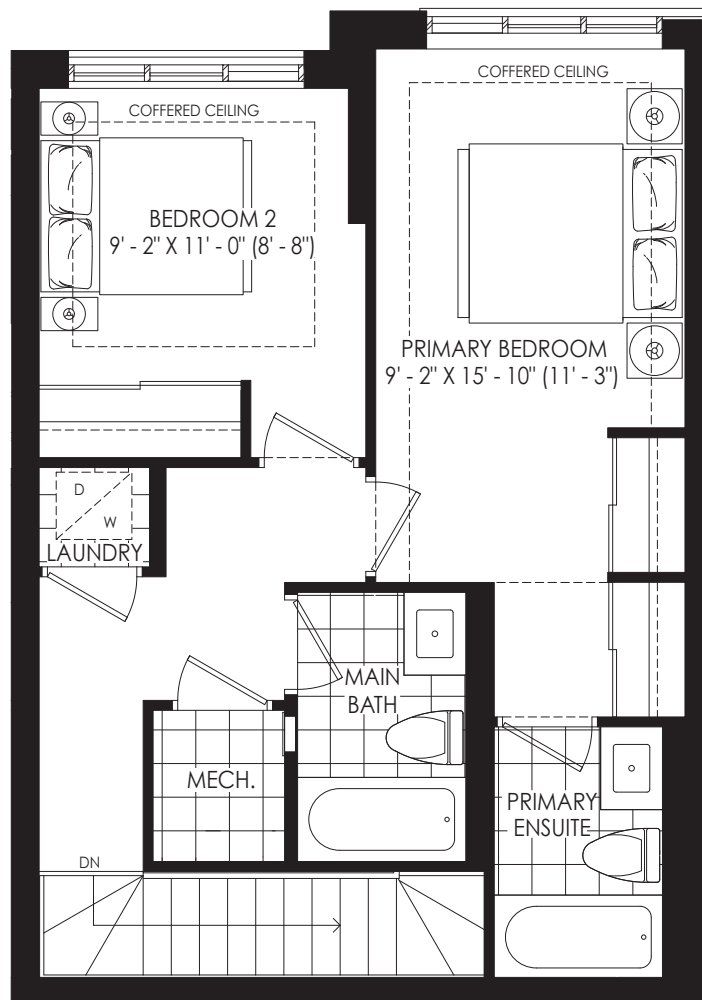 COFFERED CEILING
COFFERED CEILING
BEDROOM 2
9' - 2" X 11' - 0" (8' - 8")
PRIMARY BEDROOM
9' - 2" X 15' - 10" (11' - 3")
D
W
LAUNDRY
MAIN
BATH
MECH.
PRIMARY
ENSUITE
DN